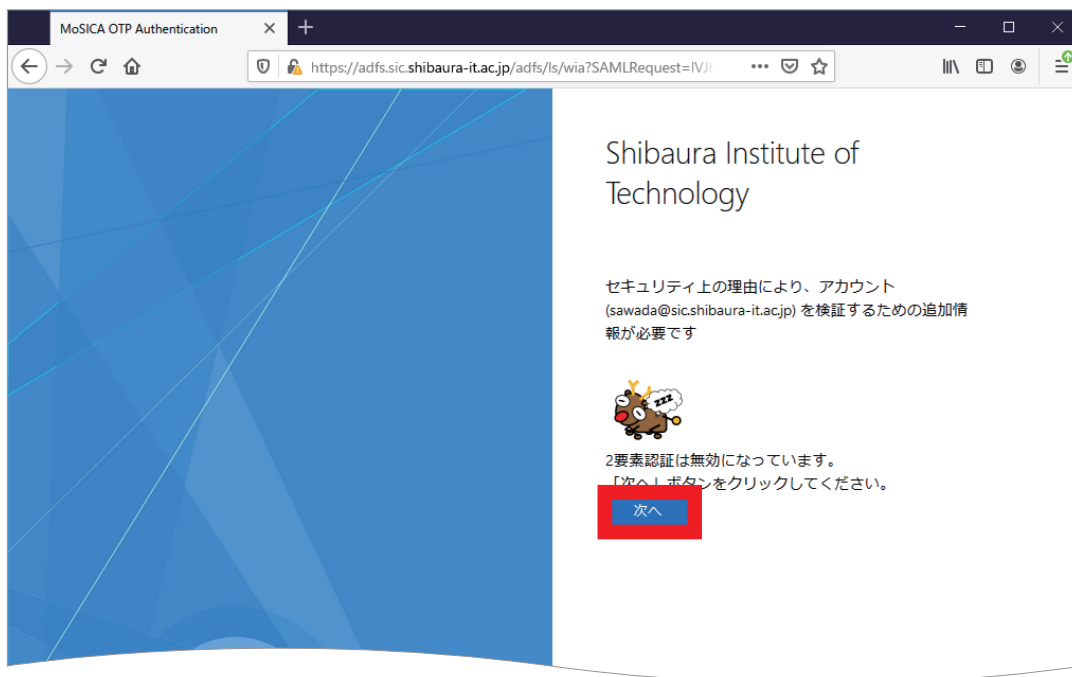 MoSICA OTP Authentication
https://adfs.sic.shibaura-it.ac.jp/adfs/ls/wia?SAMLRequest=
Shibaura Institute of
Technology
セキュリティ上の理由により、アカウント
(sawada@sic.shibaura-it.ac.jp) を検証するための追加情
報が必要です
zzz
2要素認証は無効になっています。
「次へ」ボタンをクリックしてください。
次へ